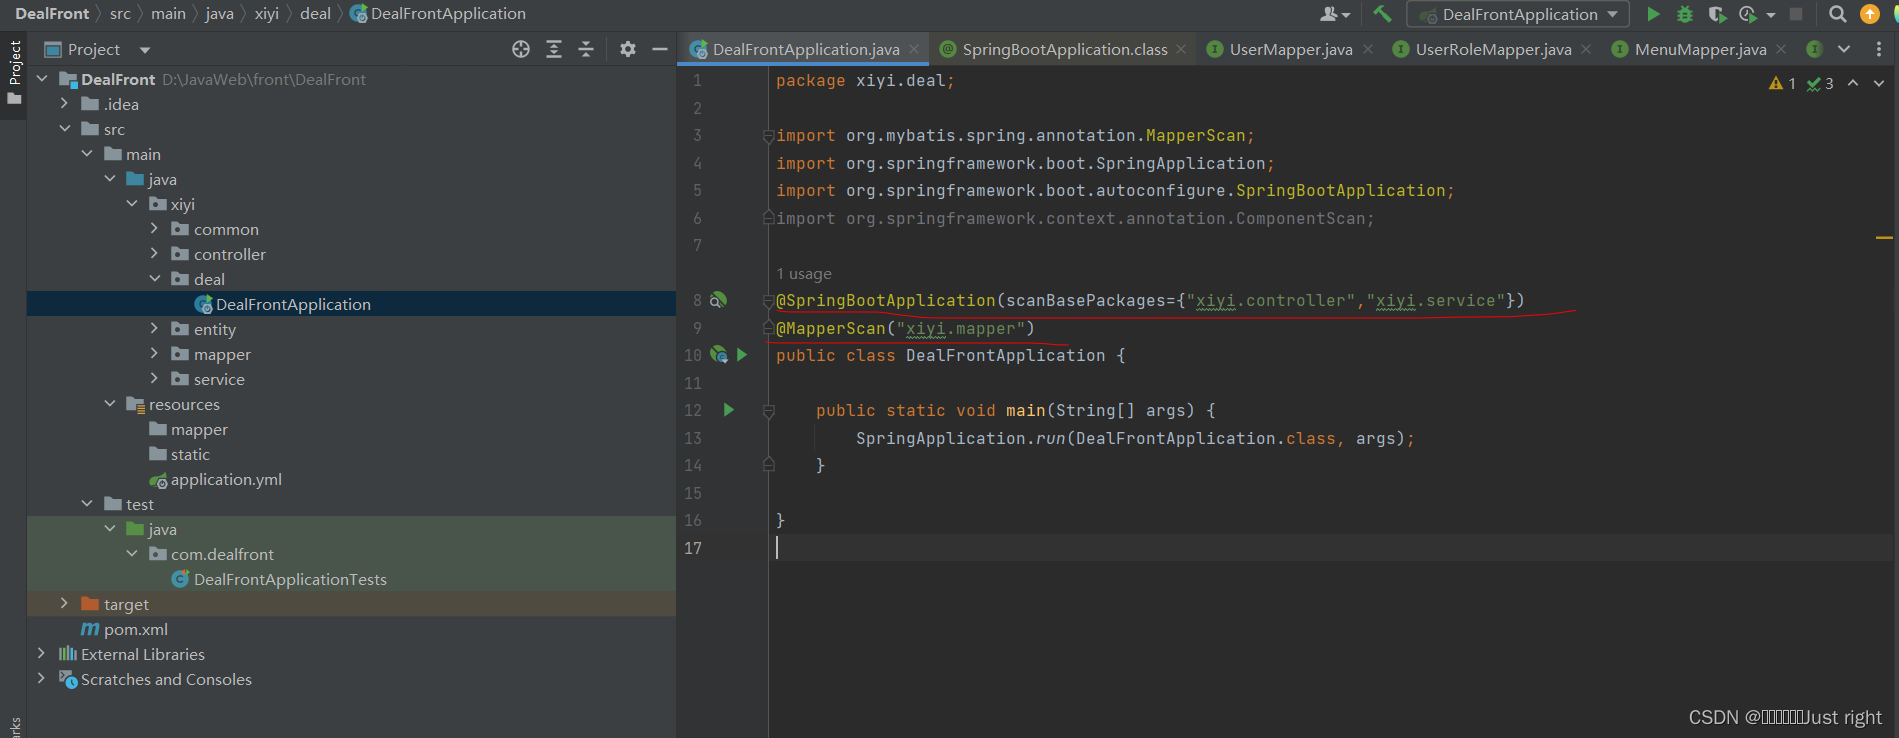 DealFront src main java xiyi deal DealFrontApplication
DealFrontApplication
Project
Project
DealFrontApplication.java
SpringBootApplication.class
UserMapper.java
UserRoleMapper.java
MenuMapper.java
DealFront D:\JavaWeb\front\DealFront
.idea
src
main
java
xiyi
common
controller
deal
DealFrontApplication
entity
mapper
service
resources
mapper
static
application.yml
test
java
com.dealfront
DealFrontApplicationTests
target
pom.xml
External Libraries
Scratches and Consoles
1 package xiyi.deal;
1 3
2
3 import org.mybatis.spring.annotation.MapperScan;
4 import org.springframework.boot.SpringApplication;
5 import org.springframework.boot.autoconfigure.SpringBootApplication;
6 import org.springframework.context.annotation.ComponentScan;
7
1 usage
8 @SpringBootApplication(scanBasePackages={"xiyi.controller","xiyi.service"})
9 @MapperScan("xiyi.mapper")
10 public class DealFrontApplication {
11
12 public static void main(String[] args) {
13 SpringApplication.run(DealFrontApplication.class, args);
14 }
15
16 }
17
CSDN @Just right